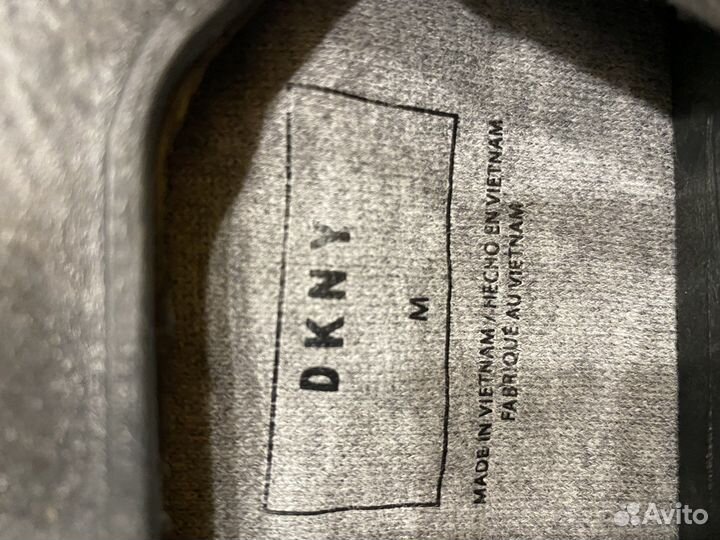 DKNY
M
MADE IN VIETNAM / HECHO EN VIETNAM
FABRIQUÉ AU VIETNAM
Avito